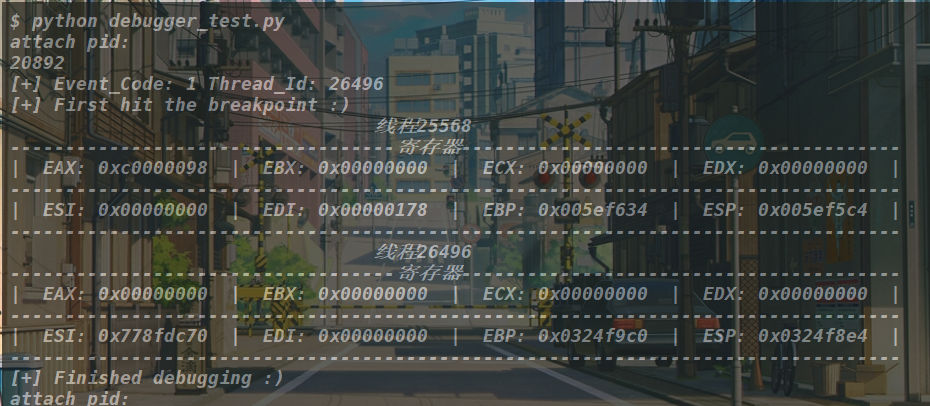 $ python debugger_test.py
attach pid:
20892
[+] Event_Code: 1 Thread_Id: 26496
[+] First hit the breakpoint :)
线程25568
寄存器
| EAX: 0xc0000098 | EBX: 0x00000000 | ECX: 0x00000000 | EDX: 0x00000000 |
| ESI: 0x00000000 | EDI: 0x00000178 | EBP: 0x005ef634 | ESP: 0x005ef5c4 |
线程26496
寄存器
| EAX: 0x00000000 | EBX: 0x00000000 | ECX: 0x00000000 | EDX: 0x00000000 |
| ESI: 0x778fdc70 | EDI: 0x00000000 | EBP: 0x0324f9c0 | ESP: 0x0324f8e4 |
[+] Finished debugging :)
attach pid: